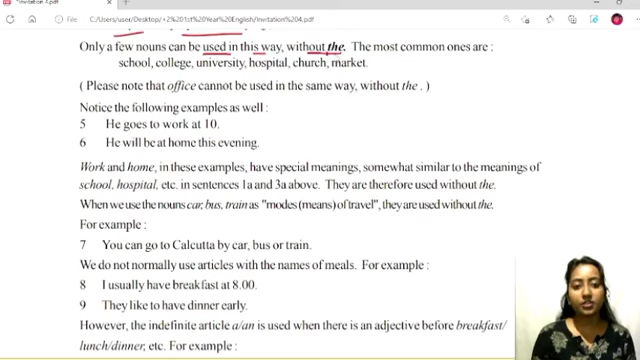 *Invitation 4.pdf
File | C:/Users/user/Desktop/+2%201st%20Year%20English/Invitation%204.pdf
Only a few nouns can be used in this way, without the. The most common ones are :
school, college, university, hospital, church, market.
( Please note that office cannot be used in the same way, without the . )
Notice the following examples as well :
5 He goes to work at 10.
6 He will be at home this evening.
Work and home, in these examples, have special meanings, somewhat similar to the meanings of
school, hospital, etc. in sentences 1a and 3a above. They are therefore used without the.
When we use the nouns car, bus, train as "modes (means) of travel", they are used without the.
For example :
7 You can go to Calcutta by car, bus or train.
We do not normally use articles with the names of meals. For example :
8 I usually have breakfast at 8.00.
9 They like to have dinner early.
However, the indefinite article a/an is used when there is an adjective before breakfast/
lunch/dinner, etc. For example :